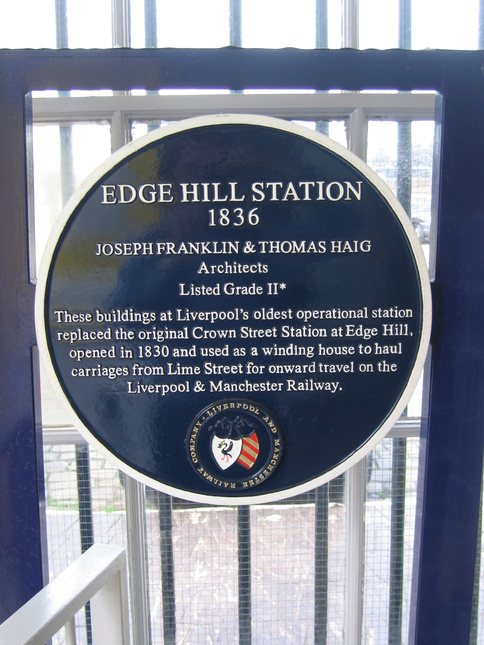 EDGE HILL STATION
1836
JOSEPH FRANKLIN & THOMAS HAIG
Architects
Listed Grade II*
These buildings at Liverpool's oldest operational station
replaced the original Crown Street Station at Edge Hill,
opened in 1830 and used as a winding house to haul
carriages from Lime Street for onward travel on the
Liverpool & Manchester Railway.
LIVERPOOL AND MANCHESTER RAILWAY COMPANY